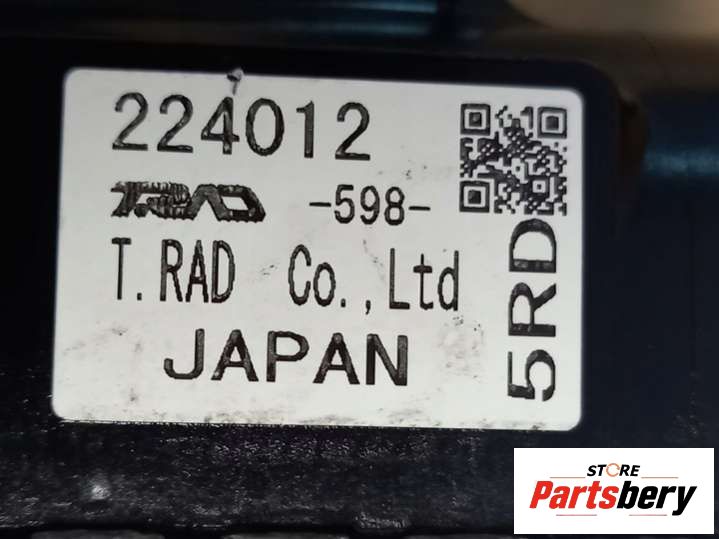 224012
TRAD -598-
T.RAD Co.,Ltd
JAPAN
5RD
STORE
Partsbery